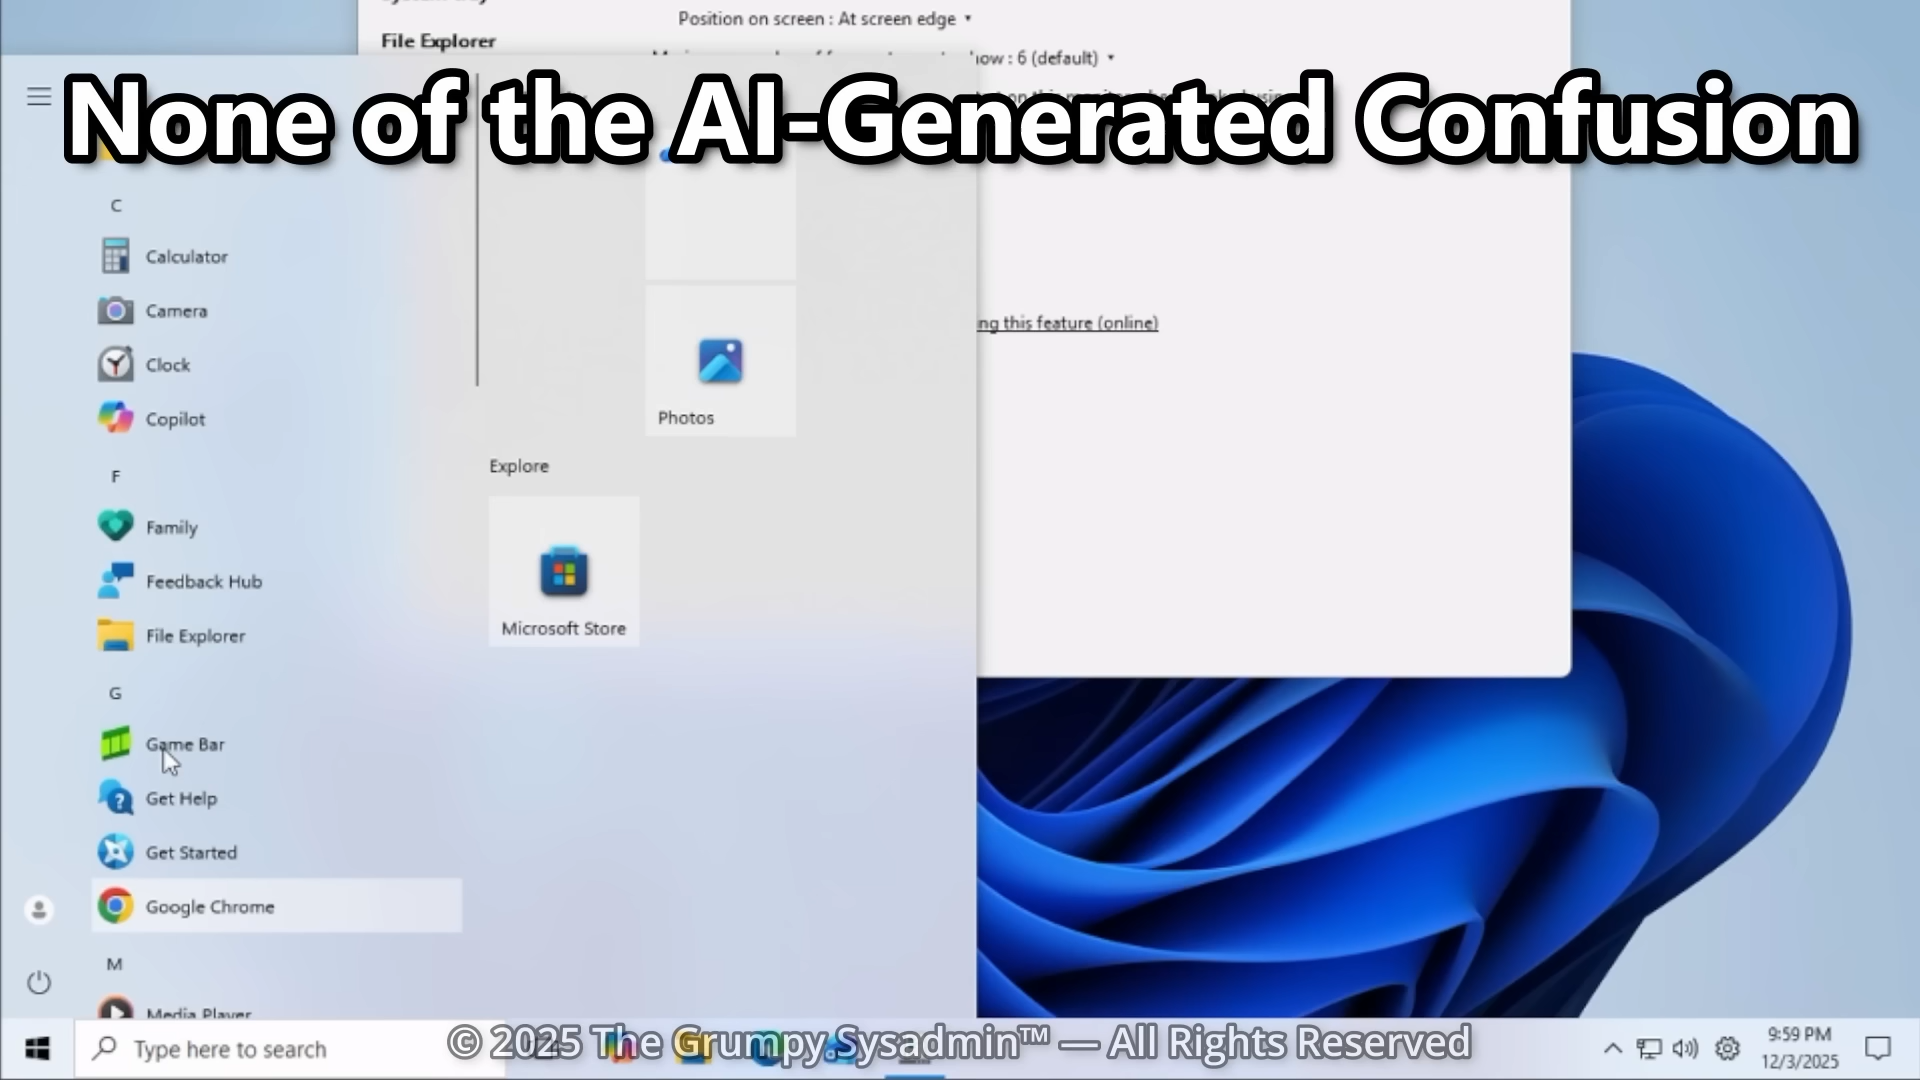 Position on screen : At screen edge
File Explorer
how : 6 (default)
None of the AI-Generated Confusion
C
Calculator
Camera
ing this feature (online)
Clock
Copilot
Photos
Explore
F
Family
Feedback Hub
Microsoft Store
File Explorer
G
Game Bar
Get Help
Get Started
Google Chrome
M
Media Player
Type here to search
© 2025 The Grumpy Sysadmin™ — All Rights Reserved
9:59 PM
12/3/2025